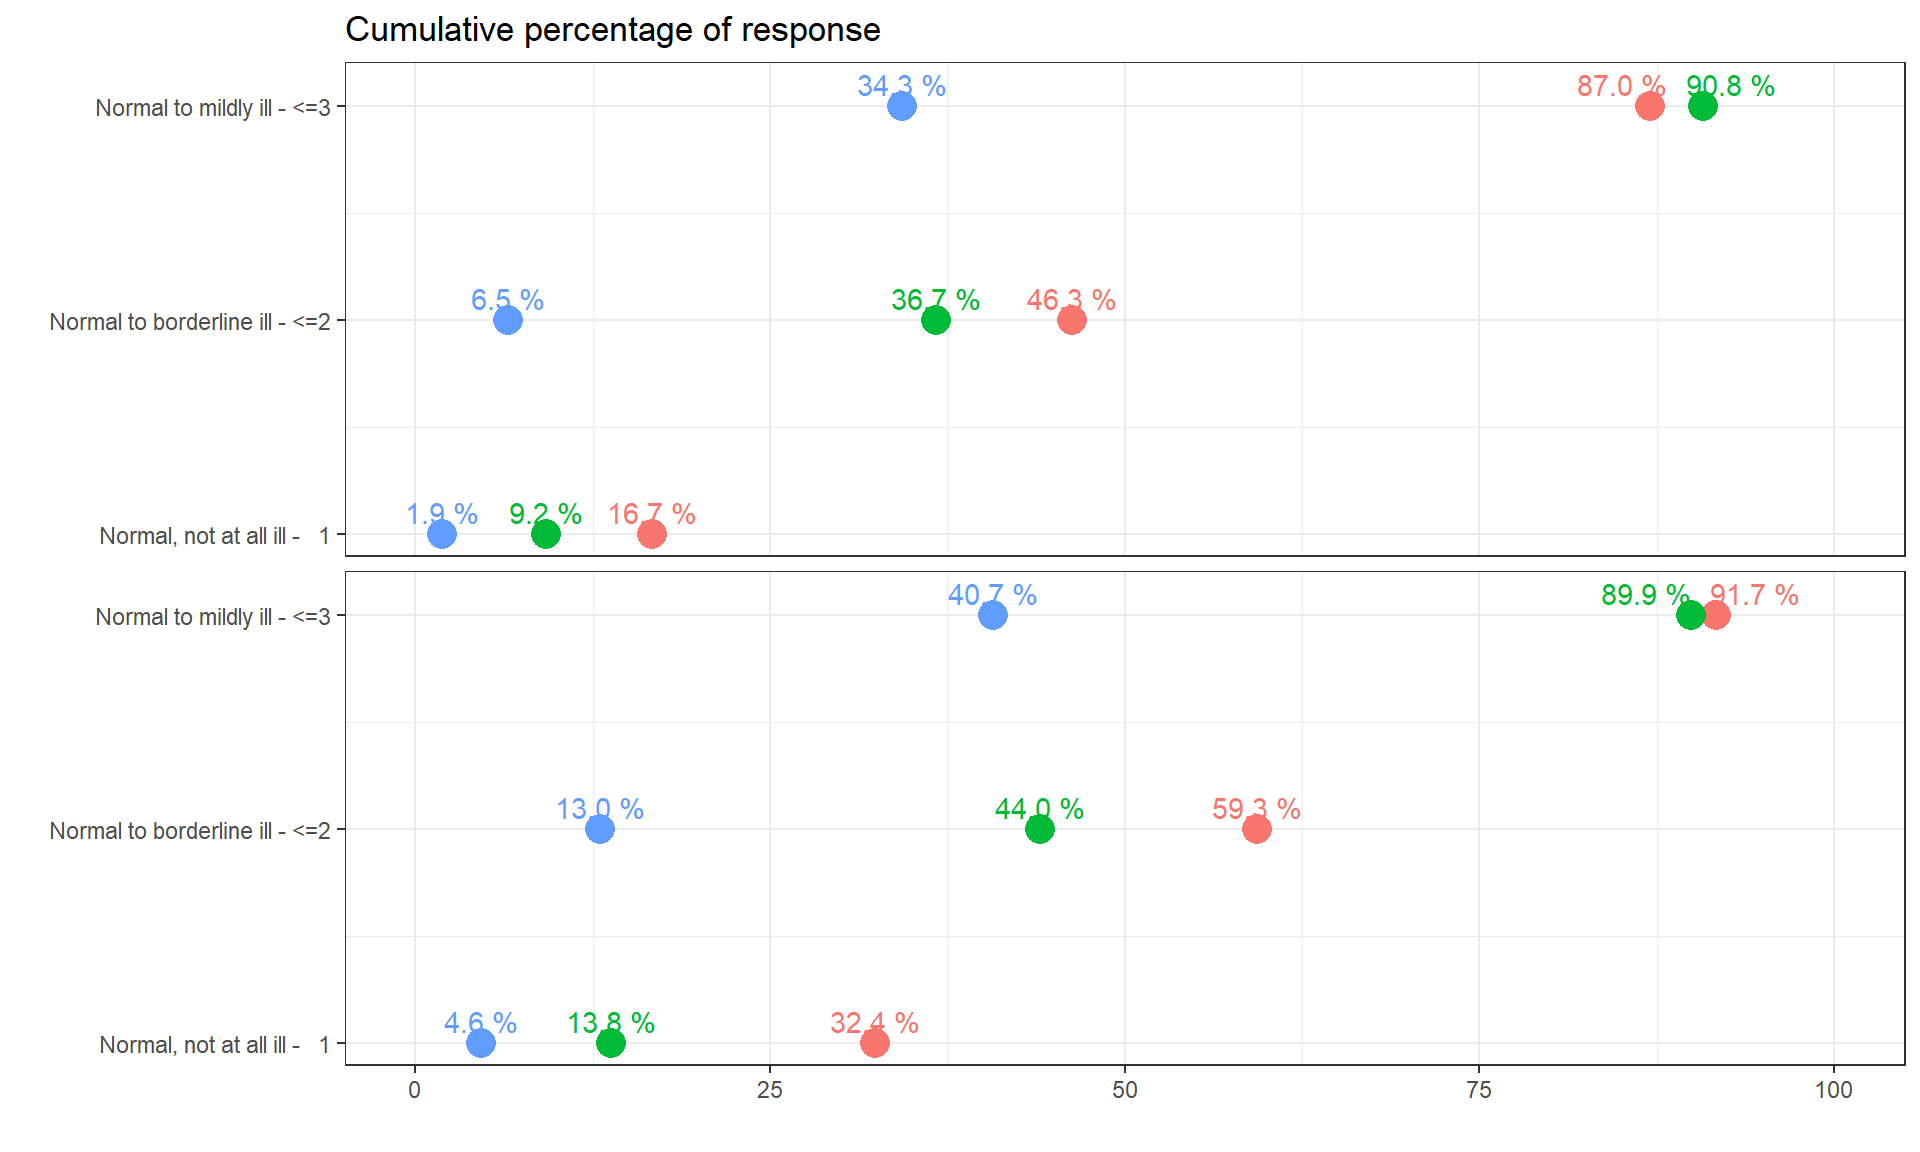 Cumulative percentage of response
Normal to mildly ill - <=3
34.3 % 87.0 % 90.8 %
Normal to borderline ill - <=2
6.5 % 36.7 % 46.3 %
Normal, not at all ill -   1
1.9 % 9.2 % 16.7 %
Normal to mildly ill - <=3
40.7 % 89.9 % 91.7 %
Normal to borderline ill - <=2
13.0 % 44.0 % 59.3 %
Normal, not at all ill -   1
4.6 % 13.8 % 32.4 %
0 25 50 75 100